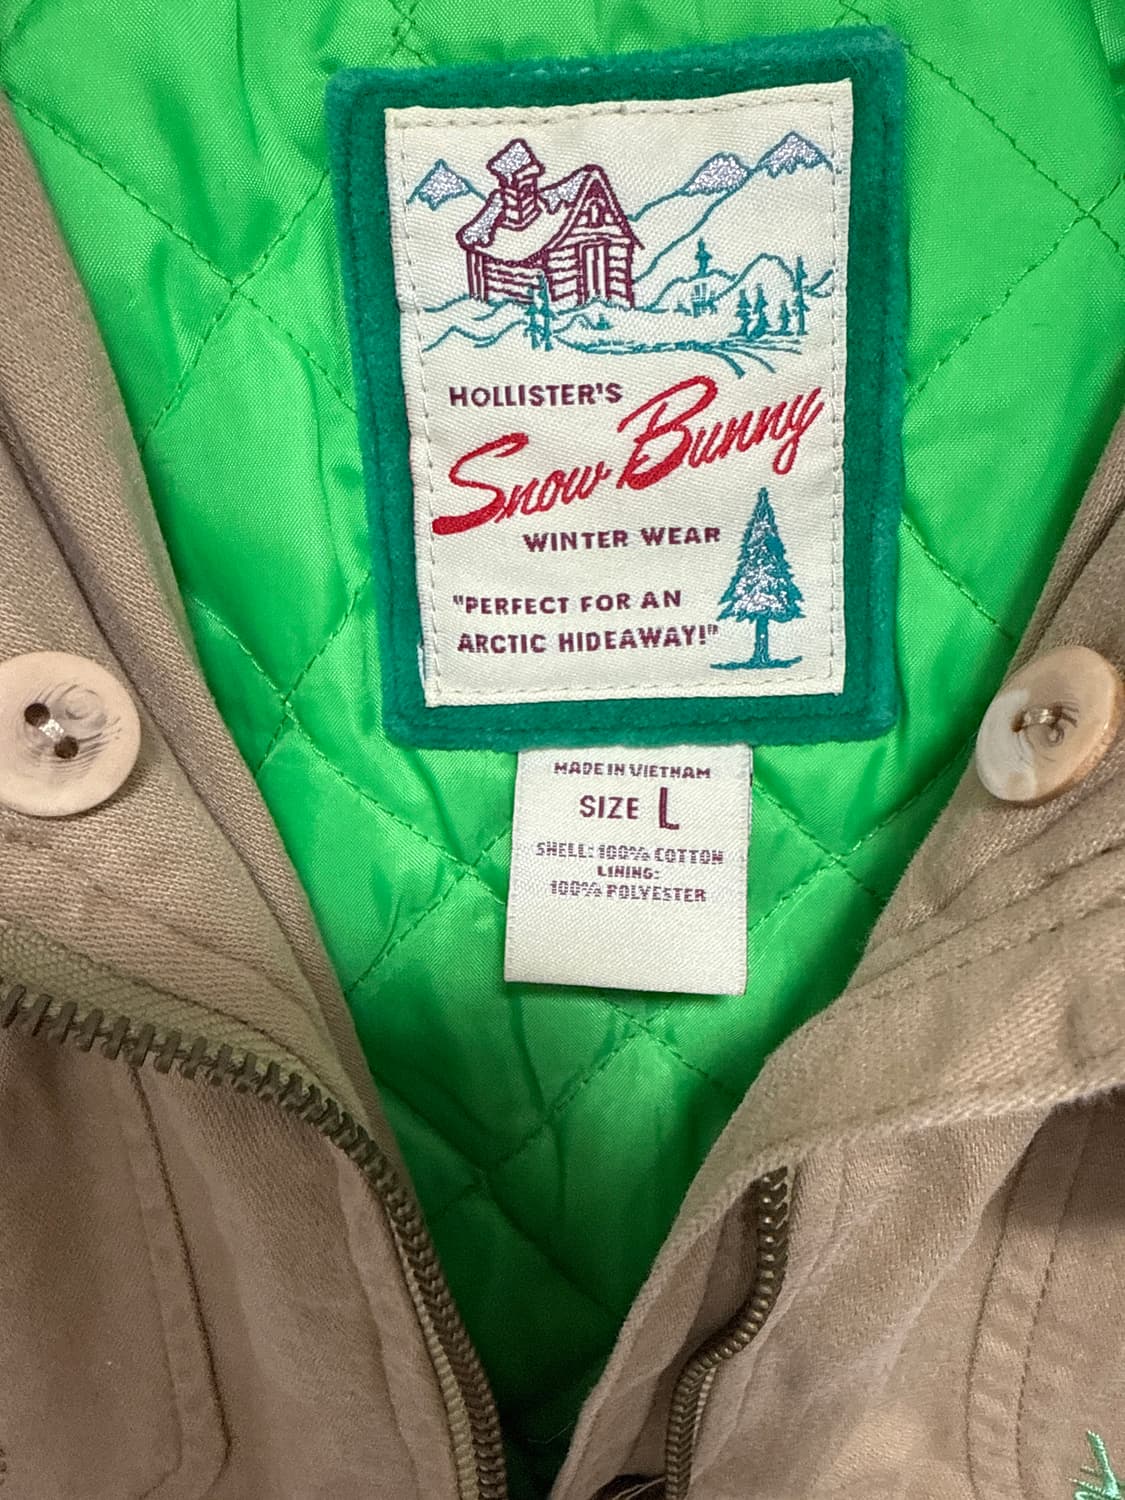 HOLLISTER'S
Snow Bunny
WINTER WEAR
"PERFECT FOR AN
ARCTIC HIDEAWAY!"
MADE IN VIETNAM
SIZE L
SHELL: 100% COTTON
LINING:
100% POLYESTER